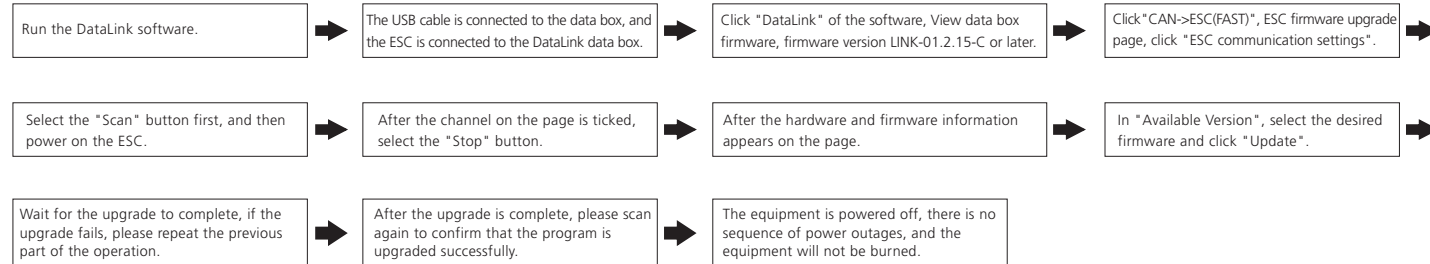 Run the DataLink software.
The USB cable is connected to the data box, and
the ESC is connected to the DataLink data box.
Click "DataLink" of the software, View data box
firmware, firmware version LINK-01.2.15-C or later.
Click"CAN->ESC(FAST)", ESC firmware upgrade
page, click "ESC communication settings".
Select the "Scan" button first, and then
power on the ESC.
After the channel on the page is ticked,
select the "Stop" button.
After the hardware and firmware information
appears on the page.
In "Available Version", select the desired
firmware and click "Update".
Wait for the upgrade to complete, if the
upgrade fails, please repeat the previous
part of the operation.
After the upgrade is complete, please scan
again to confirm that the program is
upgraded successfully.
The equipment is powered off, there is no
sequence of power outages, and the
equipment will not be burned.